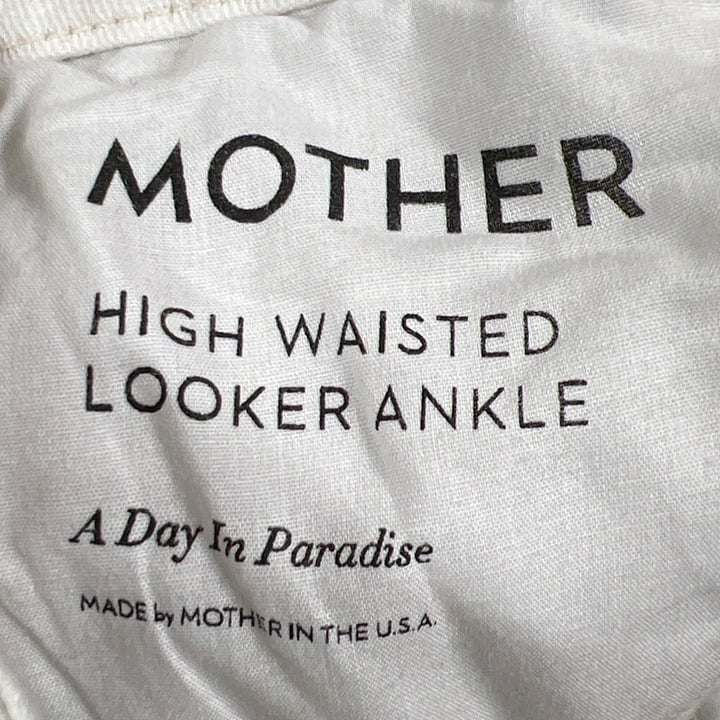 MOTHER
HIGH WAISTED
LOOKER ANKLE
A Day In Paradise
MADE by MOTHER IN THE U.S.A.